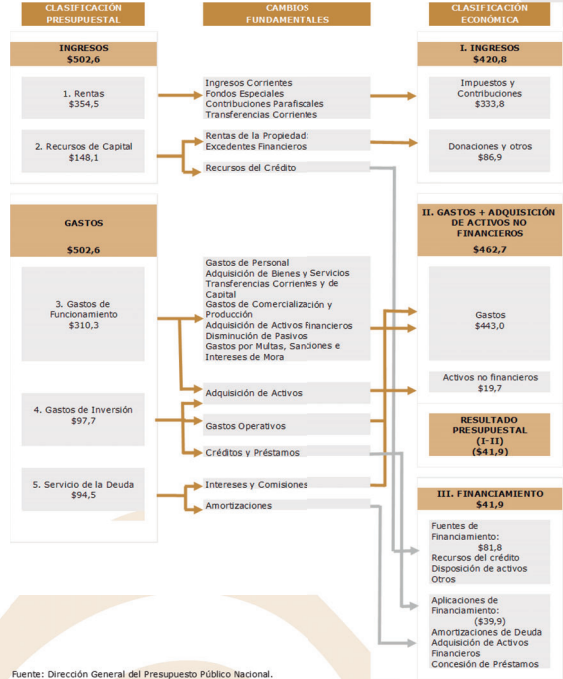 CLASIFICACIÓN
PRESUPUESTAL
CAMBIOS
FUNDAMENTALES
CLASIFICACIÓN
ECONÓMICA
INGRESOS
$502,6
1. Rentas
$354,5
2. Recursos de Capital
$148,1
Ingresos Corrientes
Fondos Especiales
Contribuciones Parafiscales
Transferencias Corrientes
Rentas de la Propiedad:
Excedentes Financieros
Recursos del Crédito
I. INGRESOS
$420,8
Impuestos y
Contribuciones
$333,8
Donaciones y otros
$86,9
GASTOS
$502,6
3. Gastos de
Funcionamiento
$310,3
4. Gastos de Inversión
$97,7
5. Servicio de la Deuda
$94,5
Gastos de Personal
Adquisición de Bienes y Servicios
Transferencias Corrientes y de
Capital
Gastos de Comercialización y
Producción
Adquisición de Activos Financieros
Disminución de Pasivos
Gastos por Multas, Sanciones e
Intereses de Mora
Adquisición de Activos
Gastos Operativos
Créditos y Préstamos
Intereses y Comisiones
Amortizaciones
II. GASTOS + ADQUISICIÓN
DE ACTIVOS NO
FINANCIEROS
$462,7
Gastos
$443,0
Activos no financieros
$19,7
RESULTADO
PRESUPUESTAL
(I-II)
($41,9)
III. FINANCIAMIENTO
$41,9
Fuentes de
Financiamiento:
$81,8
Recursos del crédito
Disposición de activos
Otros
Aplicaciones de
Financiamiento:
($39,9)
Amortizaciones de Deuda
Adquisición de Activos
Financieros
Concesión de Préstamos
Fuente: Dirección General del Presupuesto Público Nacional.